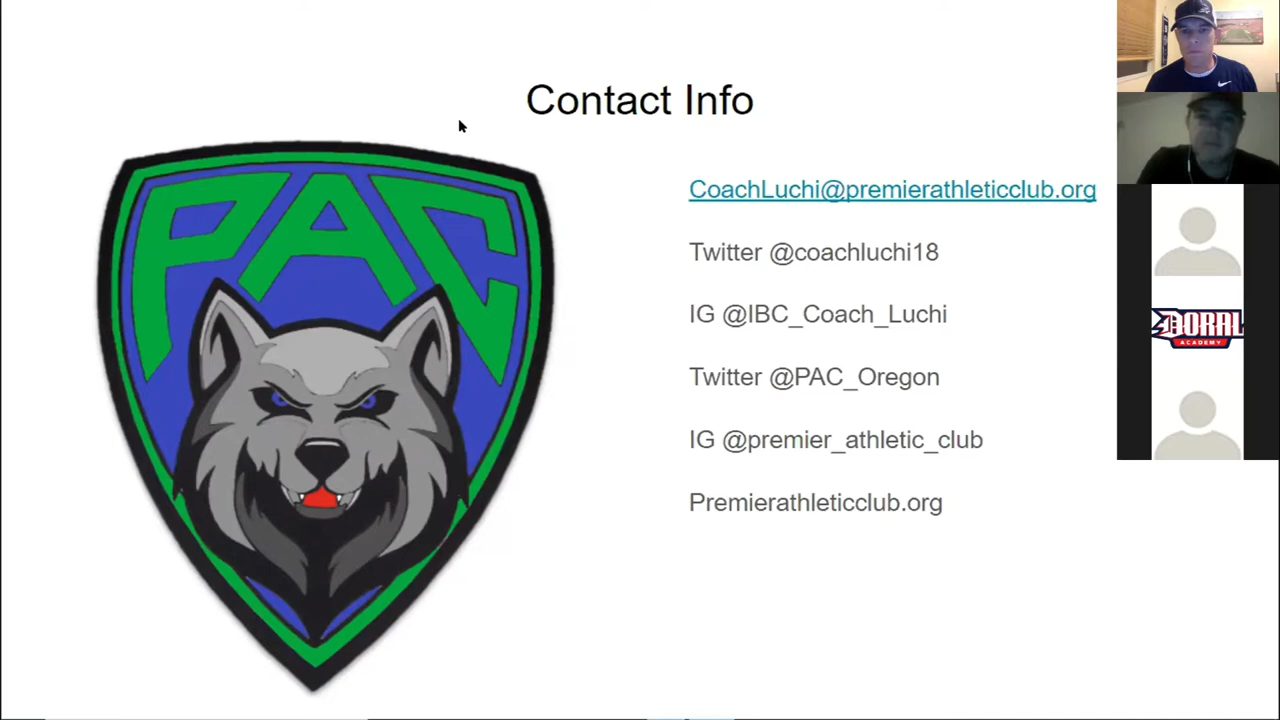 Contact Info
PAC
CoachLuchi@premierathleticclub.org
Twitter @coachluchi18
IG @IBC_Coach_Luchi
Twitter @PAC_Oregon
IG @premier_athletic_club
Premierathleticclub.org
DORAL
ACADEMY